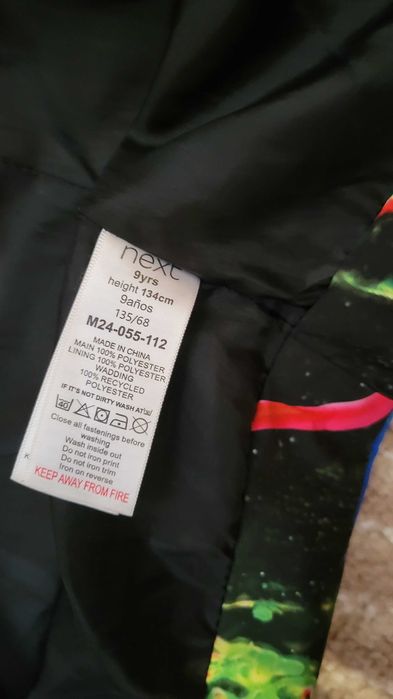 next
9yrs
height 134cm
9años
135/68
M24-055-112
MADE IN CHINA
MAIN 100% POLYESTER
LINING 100% POLYESTER
WADDING
100% RECYCLED
POLYESTER
IF IT'S NOT DIRTY WASH AT 30
40
Close all fastenings before
washing
Wash inside out
Do not iron print
Do not iron trim
Iron on reverse
K
KEEP AWAY FROM FIRE